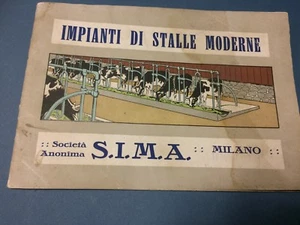 IMPIANTI DI STALLE MODERNE
:: Società Anonima S.I.M.A. :: MILANO ::